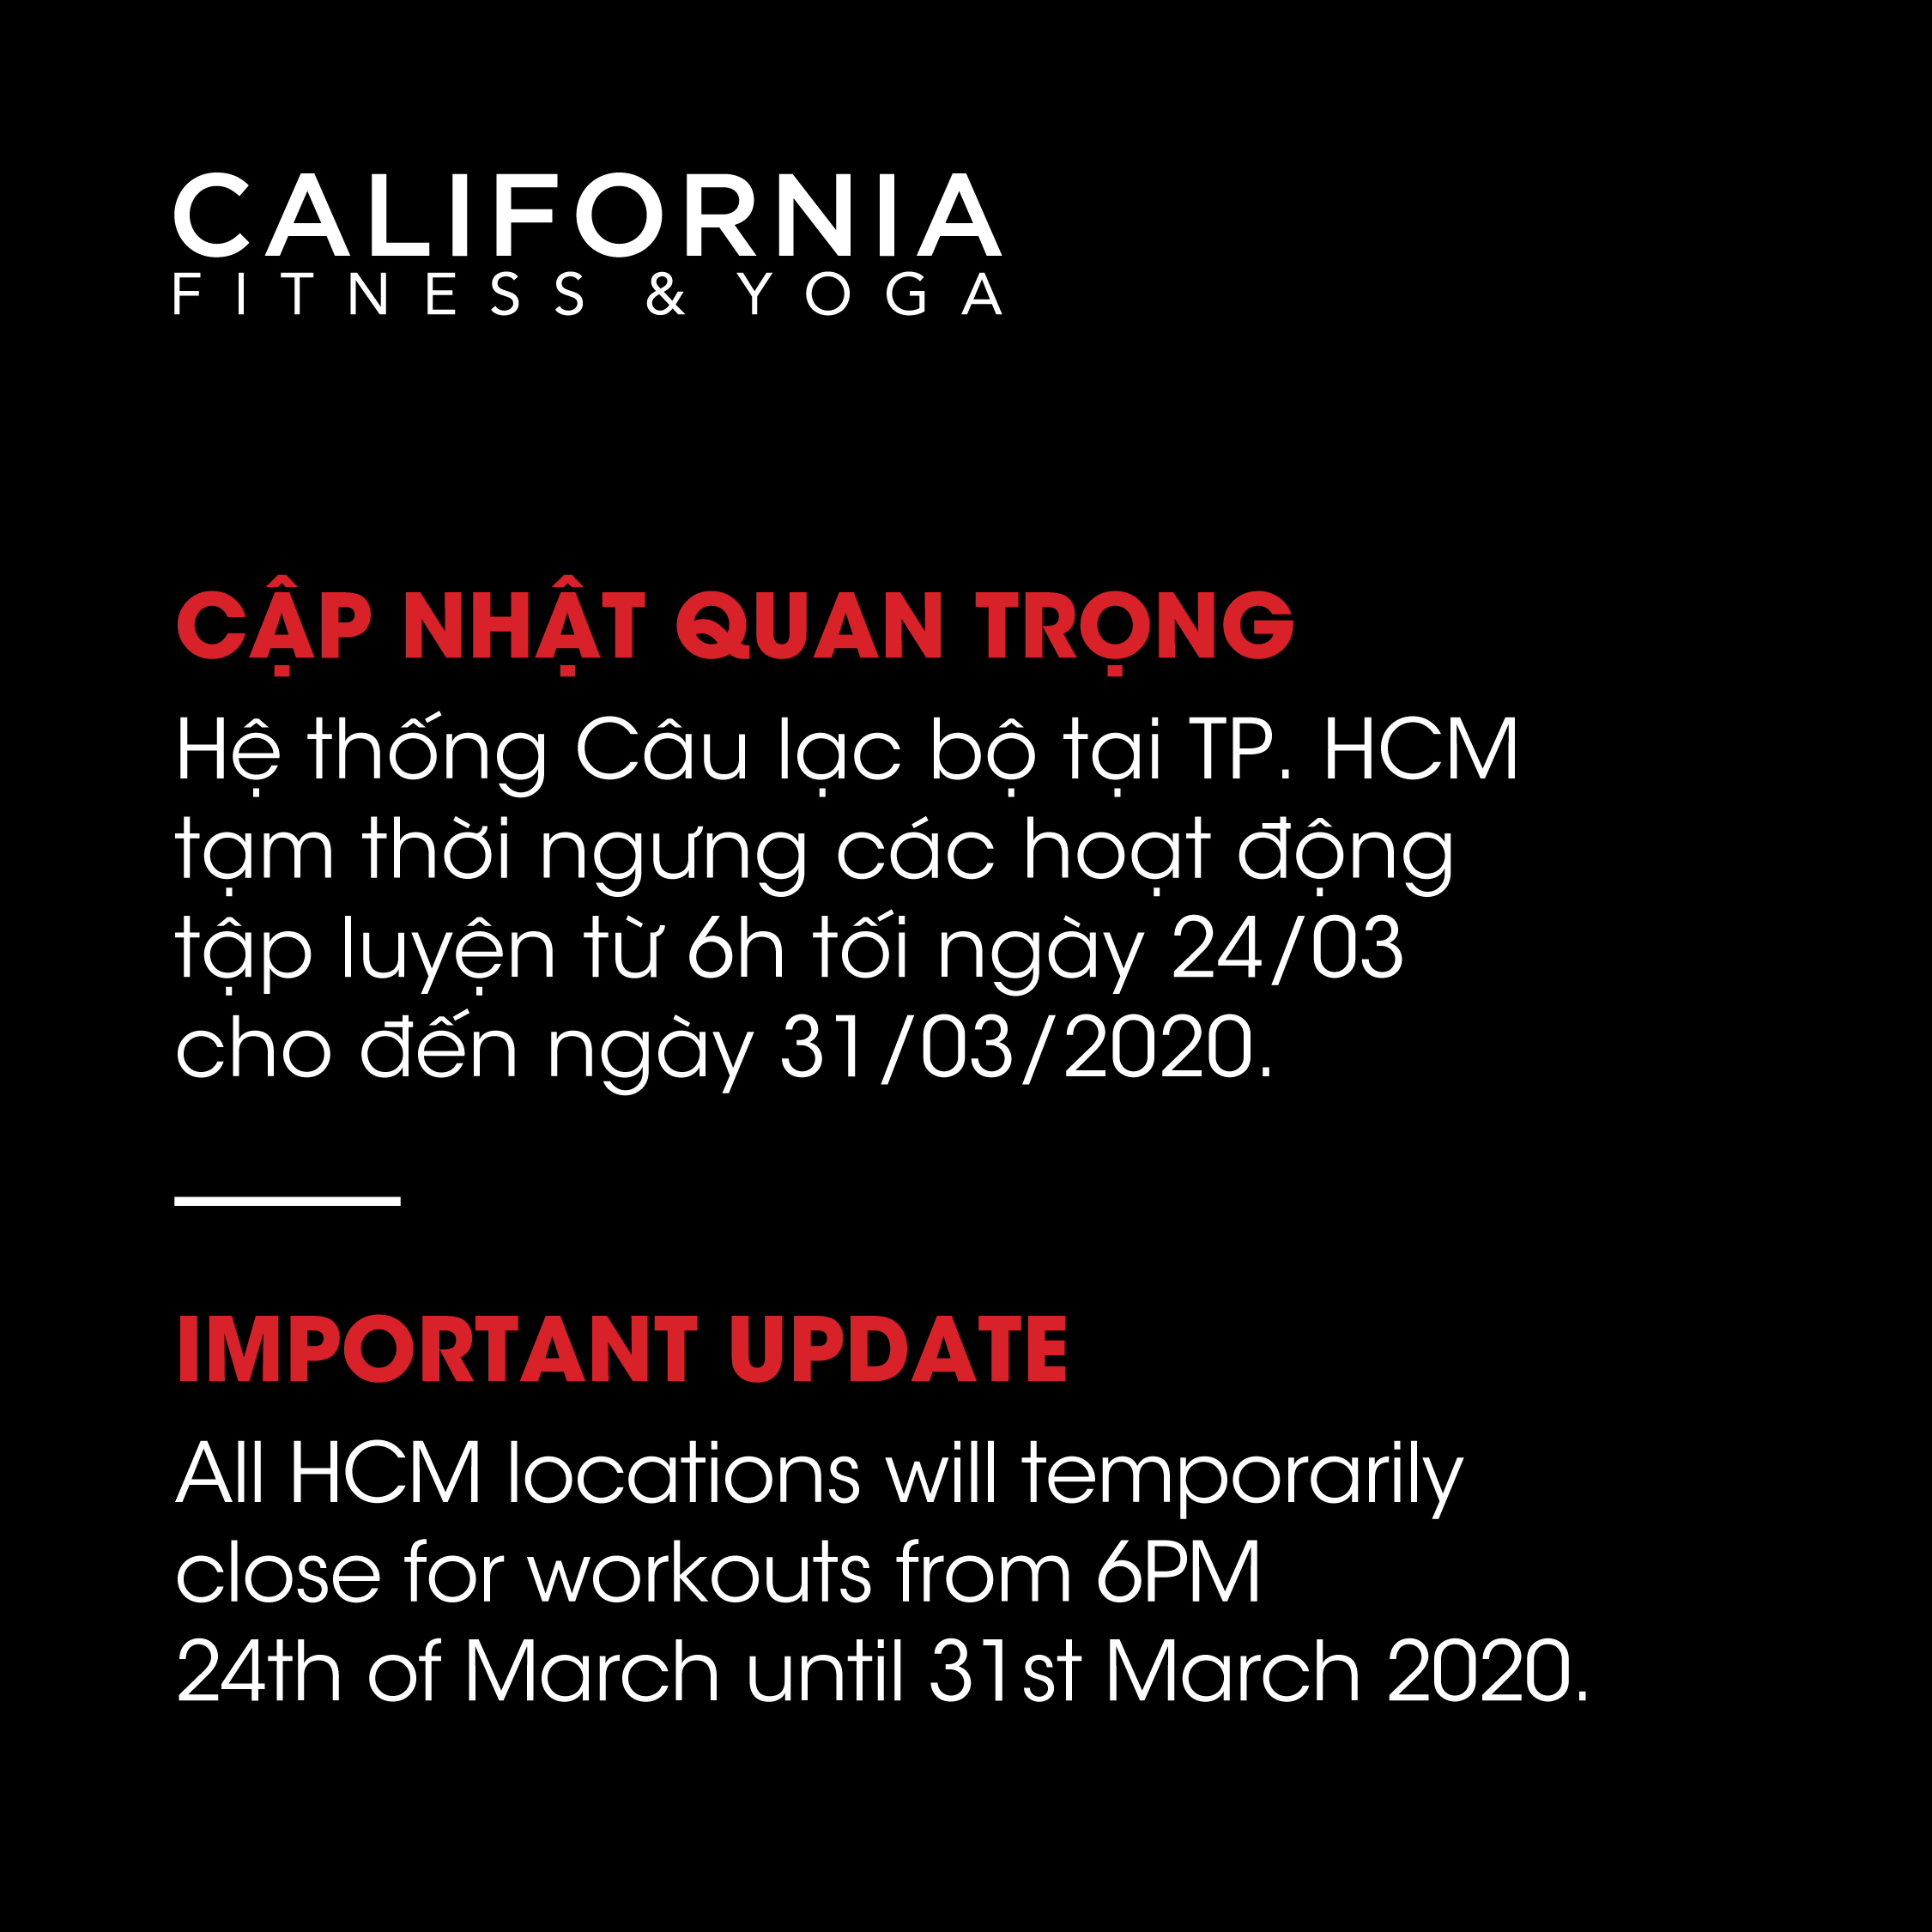 CALIFORNIA
FITNESS & YOGA
CẬP NHẬT QUAN TRỌNG
Hệ thống Câu lạc bộ tại TP. HCM
tạm thời ngưng các hoạt động
tập luyện từ 6h tối ngày 24/03
cho đến ngày 31/03/2020.
IMPORTANT UPDATE
All HCM locations will temporarily
close for workouts from 6PM
24th of March until 31st March 2020.